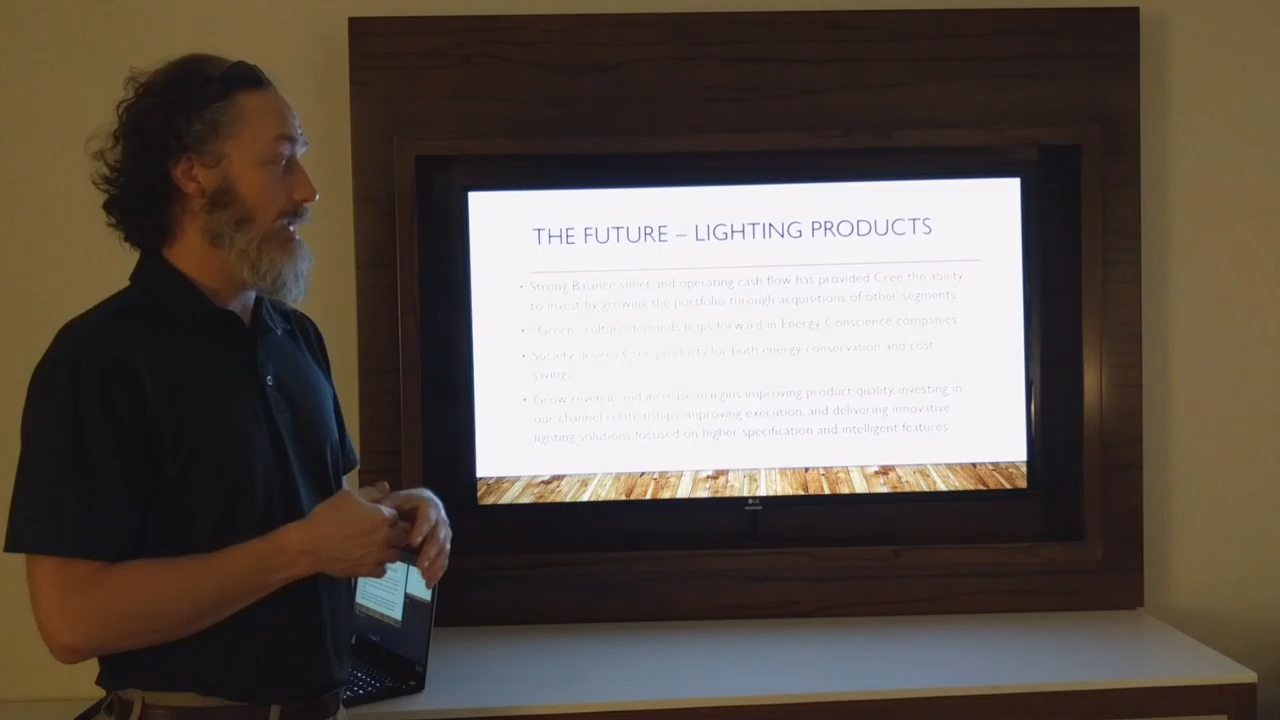 THE FUTURE – LIGHTING PRODUCTS
• Strong Balance sheet and operating cash flow has provided Cree the ability
to invest by growing the portfolio through acquisitions of other segments
• "Green" culture demands leaps forward in Energy Conscience companies
• Society desires Cree products for both energy conservation and cost
savings
• Grow revenue and increase margins improving product quality, investing in
our channel relationships, improving execution, and delivering innovative
lighting solutions focused on higher specification and intelligent features
LG